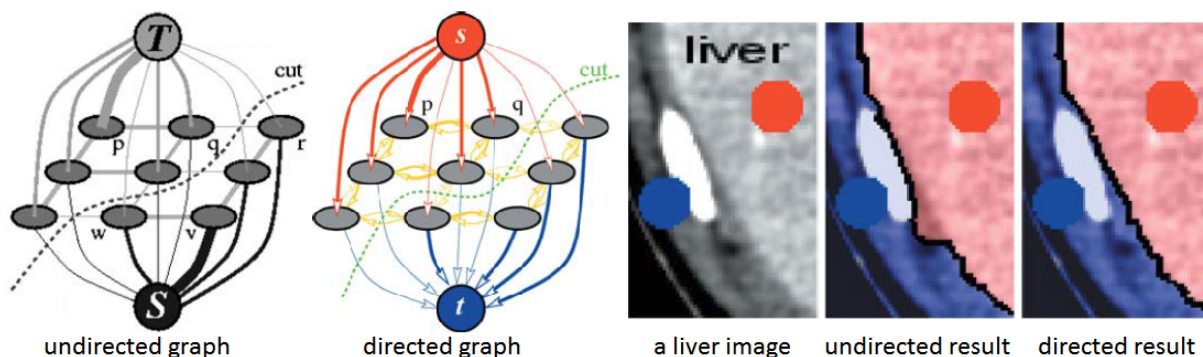 T
cut
p
q
r
w
v
S
undirected graph
s
cut
p
q
t
directed graph
liver
a liver image
undirected result
directed result